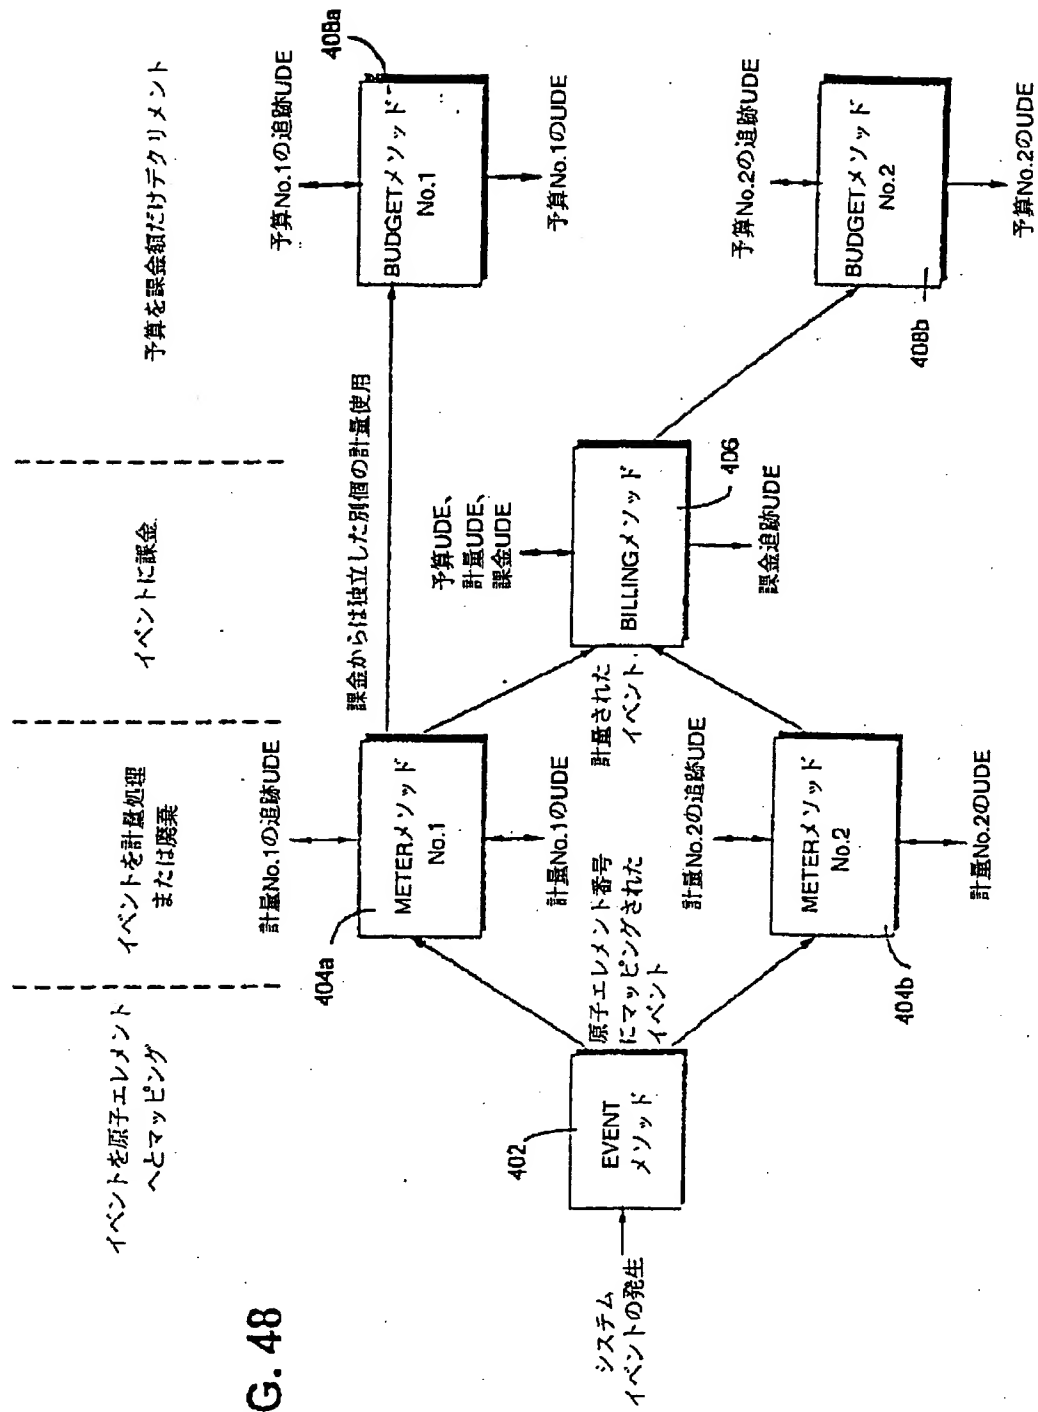 イベントを原子エレメント
へとマッピング
イベントを計量処理
または廃棄
イベントに課金
予算を課金額だけデクリメント
システム
イベントの発生
402
EVENT
メソッド
原子エレメント番号
にマッピングされた
イベント
計量No.1の追跡UDE
404a
METERメソッド
No.1
計量No.1のUDE
計量No.2の追跡UDE
METERメソッド
No.2
404b
計量No.2のUDE
課金からは独立した別個の計量使用
計量された
イベント
予算UDE、
計量UDE、
課金UDE
BILLINGメソッド
406
課金追跡UDE
予算No.1の追跡UDE
408a
BUDGETメソッド
No.1
予算No.1のUDE
予算No.2の追跡UDE
BUDGETメソッド
No.2
408b
予算No.2のUDE
G. 48